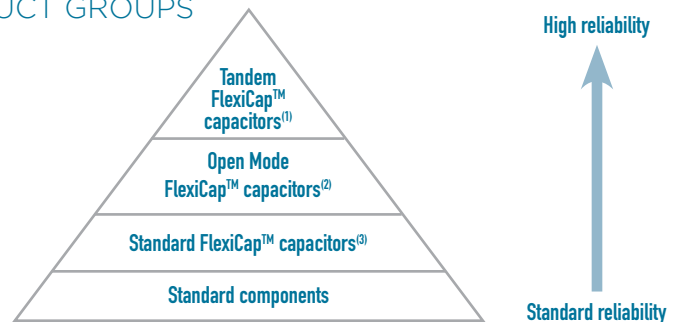 UCT GROUPS
High reliability
Tandem
FlexiCap™
capacitors⁽¹⁾
Open Mode
FlexiCap™ capacitors⁽²⁾
Standard FlexiCap™ capacitors⁽³⁾
Standard components
Standard reliability